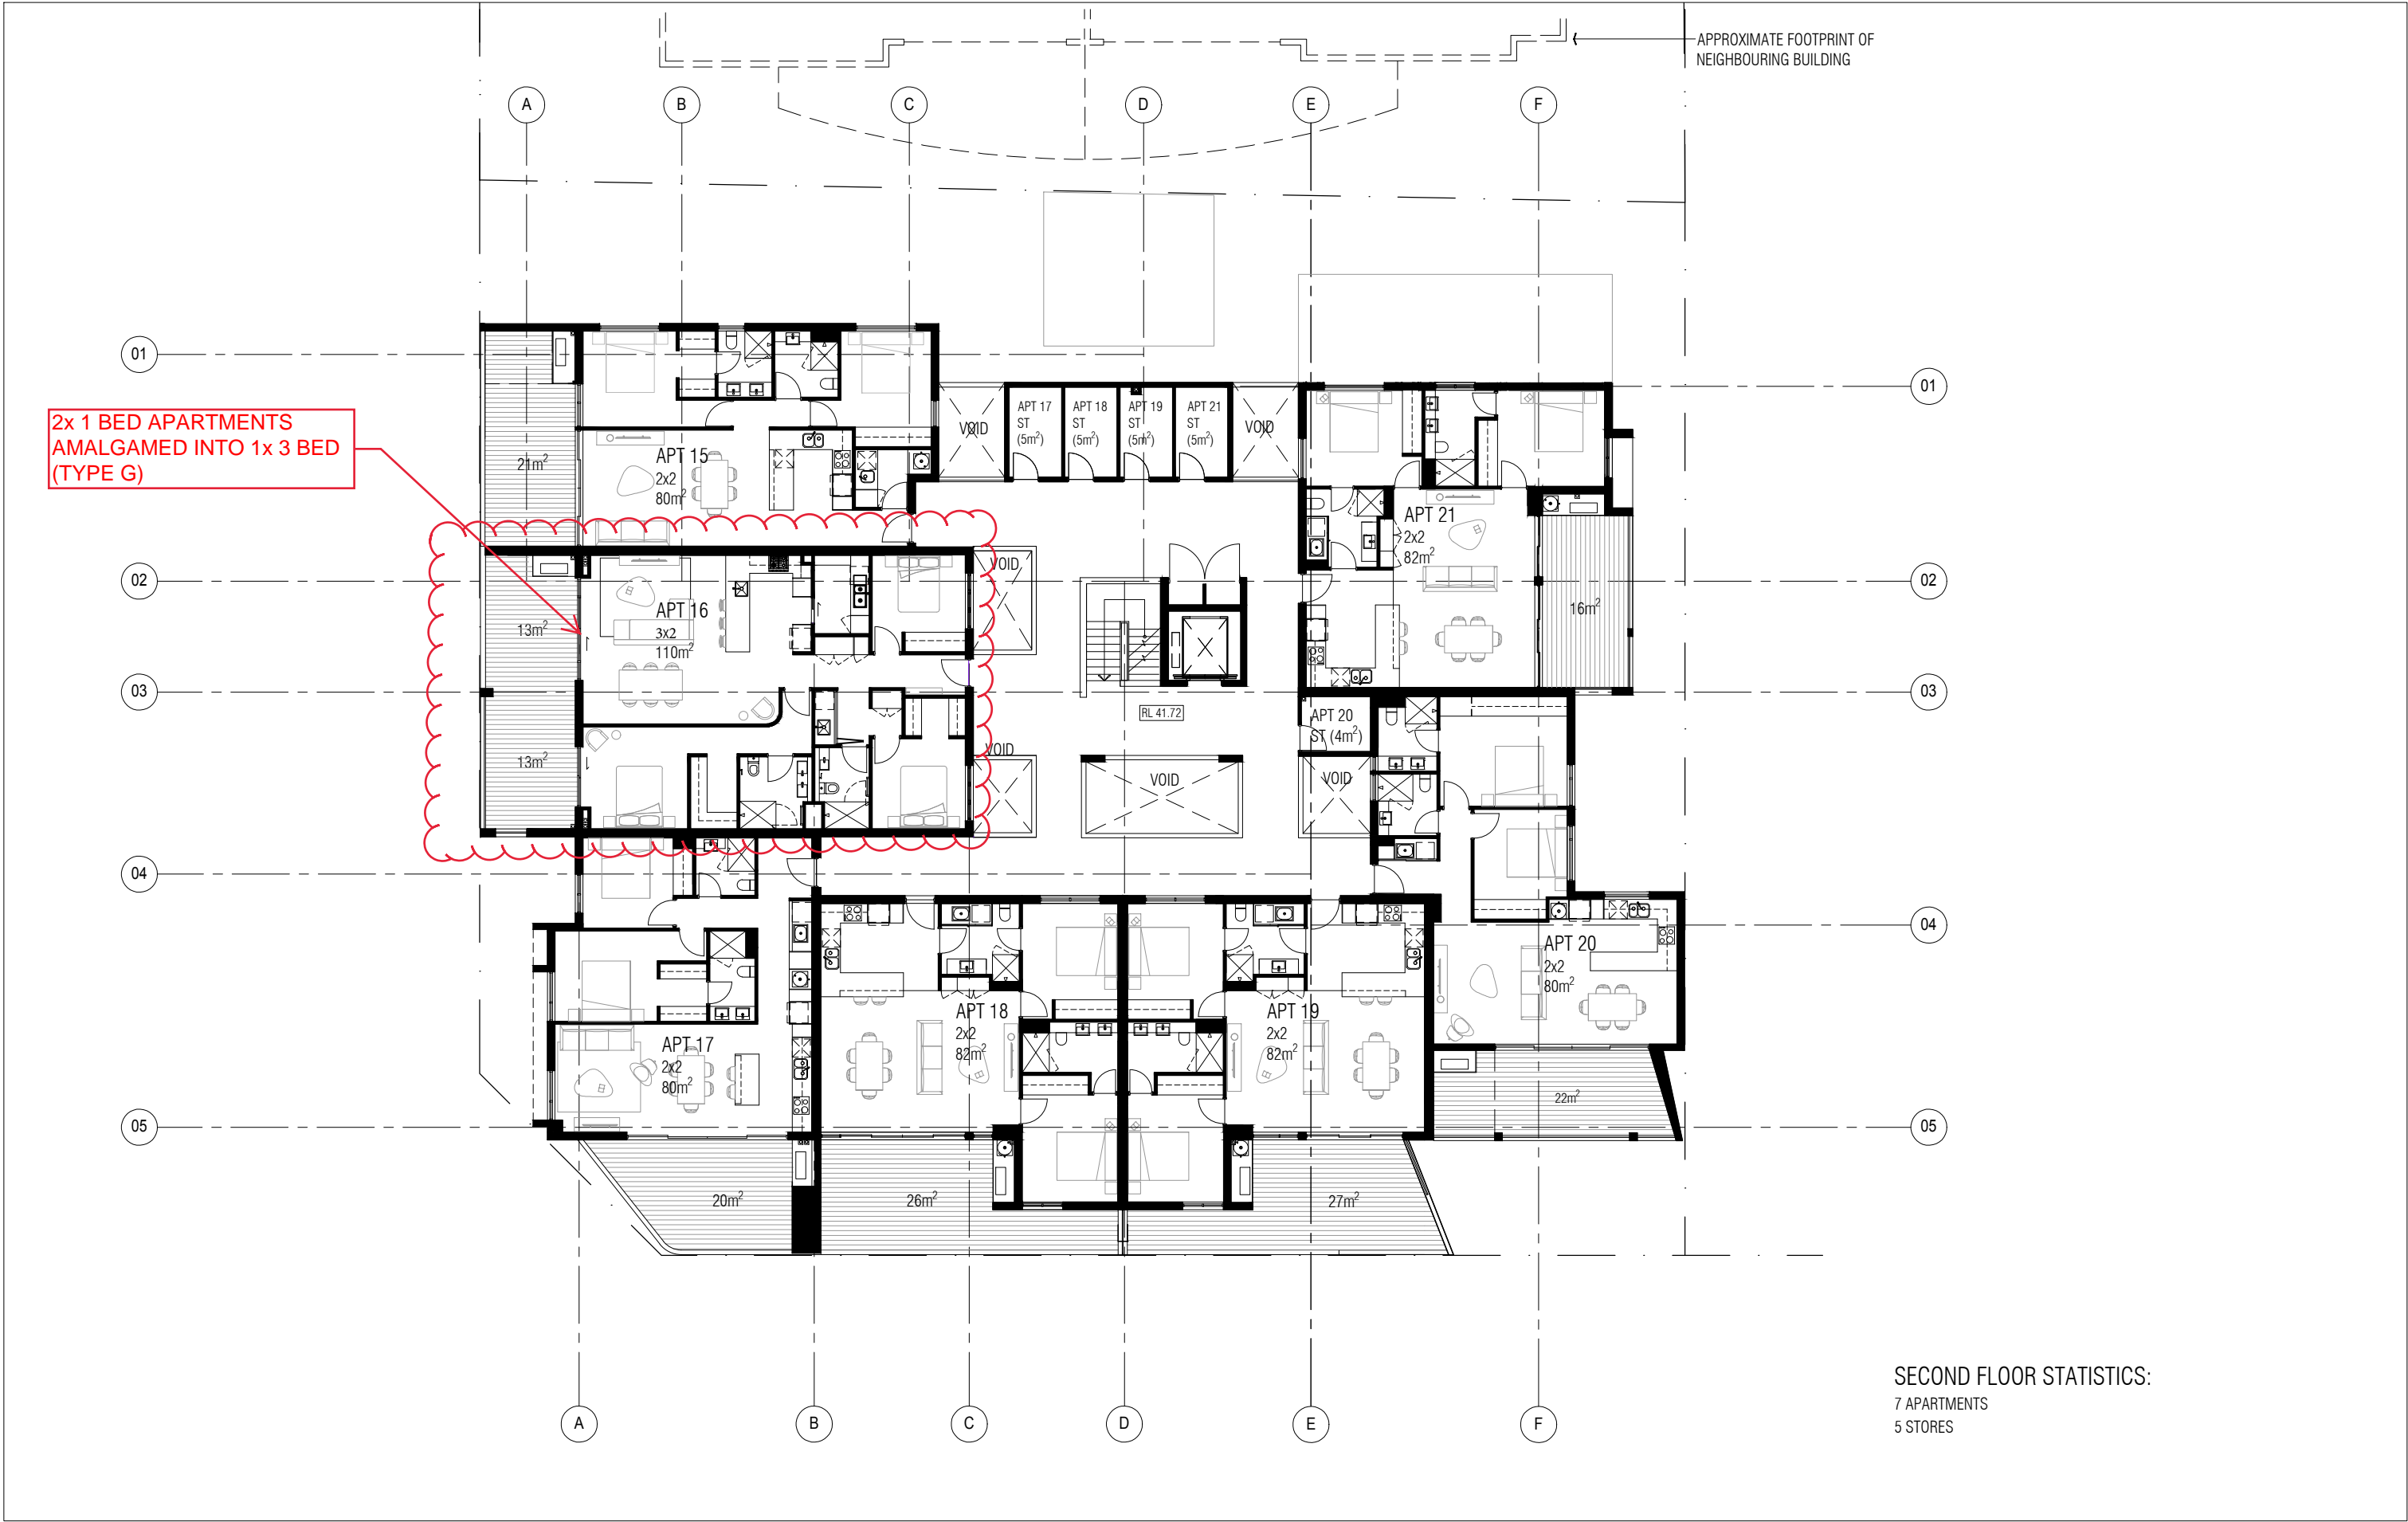 APPROXIMATE FOOTPRINT OF
NEIGHBOURING BUILDING
A
B
C
D
E
F
01
01
2x 1 BED APARTMENTS
AMALGAMED INTO 1x 3 BED
(TYPE G)
VOID
APT 17
ST
(5m²)
APT 18
ST
(5m²)
APT 19
ST
(5m²)
APT 21
ST
(5m²)
VOID
21m²
APT 15
2x2
80m²
APT 21
2x2
82m²
02
02
VOID
13m²
APT 16
3x2
110m²
16m²
03
03
RL 41.72
APT 20
ST (4m²)
13m²
VOID
VOID
VOID
04
04
APT 20
2x2
80m²
APT 17
2x2
80m²
APT 18
2x2
82m²
APT 19
2x2
82m²
22m²
05
05
20m²
26m²
27m²
SECOND FLOOR STATISTICS:
7 APARTMENTS
5 STORES
A
B
C
D
E
F